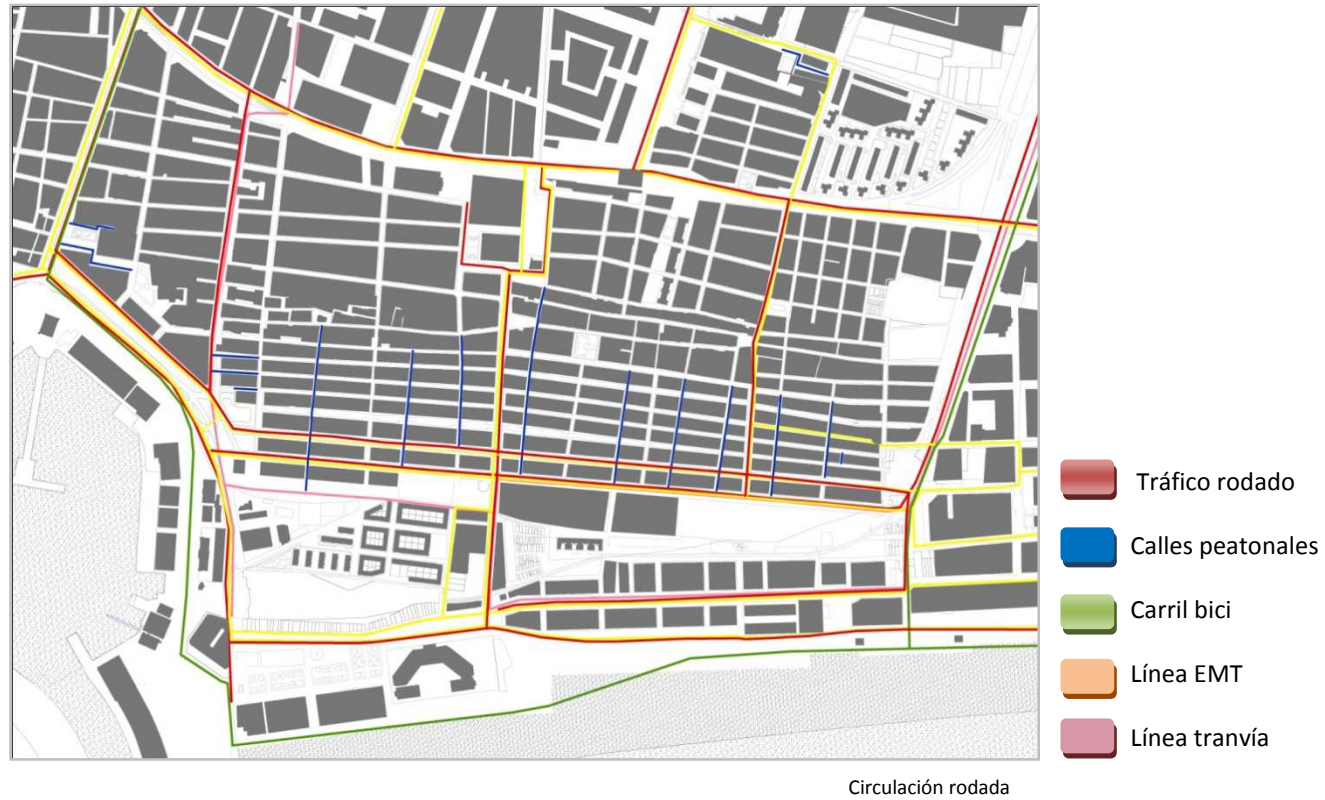 Tráfico rodado
Calles peatonales
Carril bici
Línea EMT
Línea tranvía
Circulación rodada